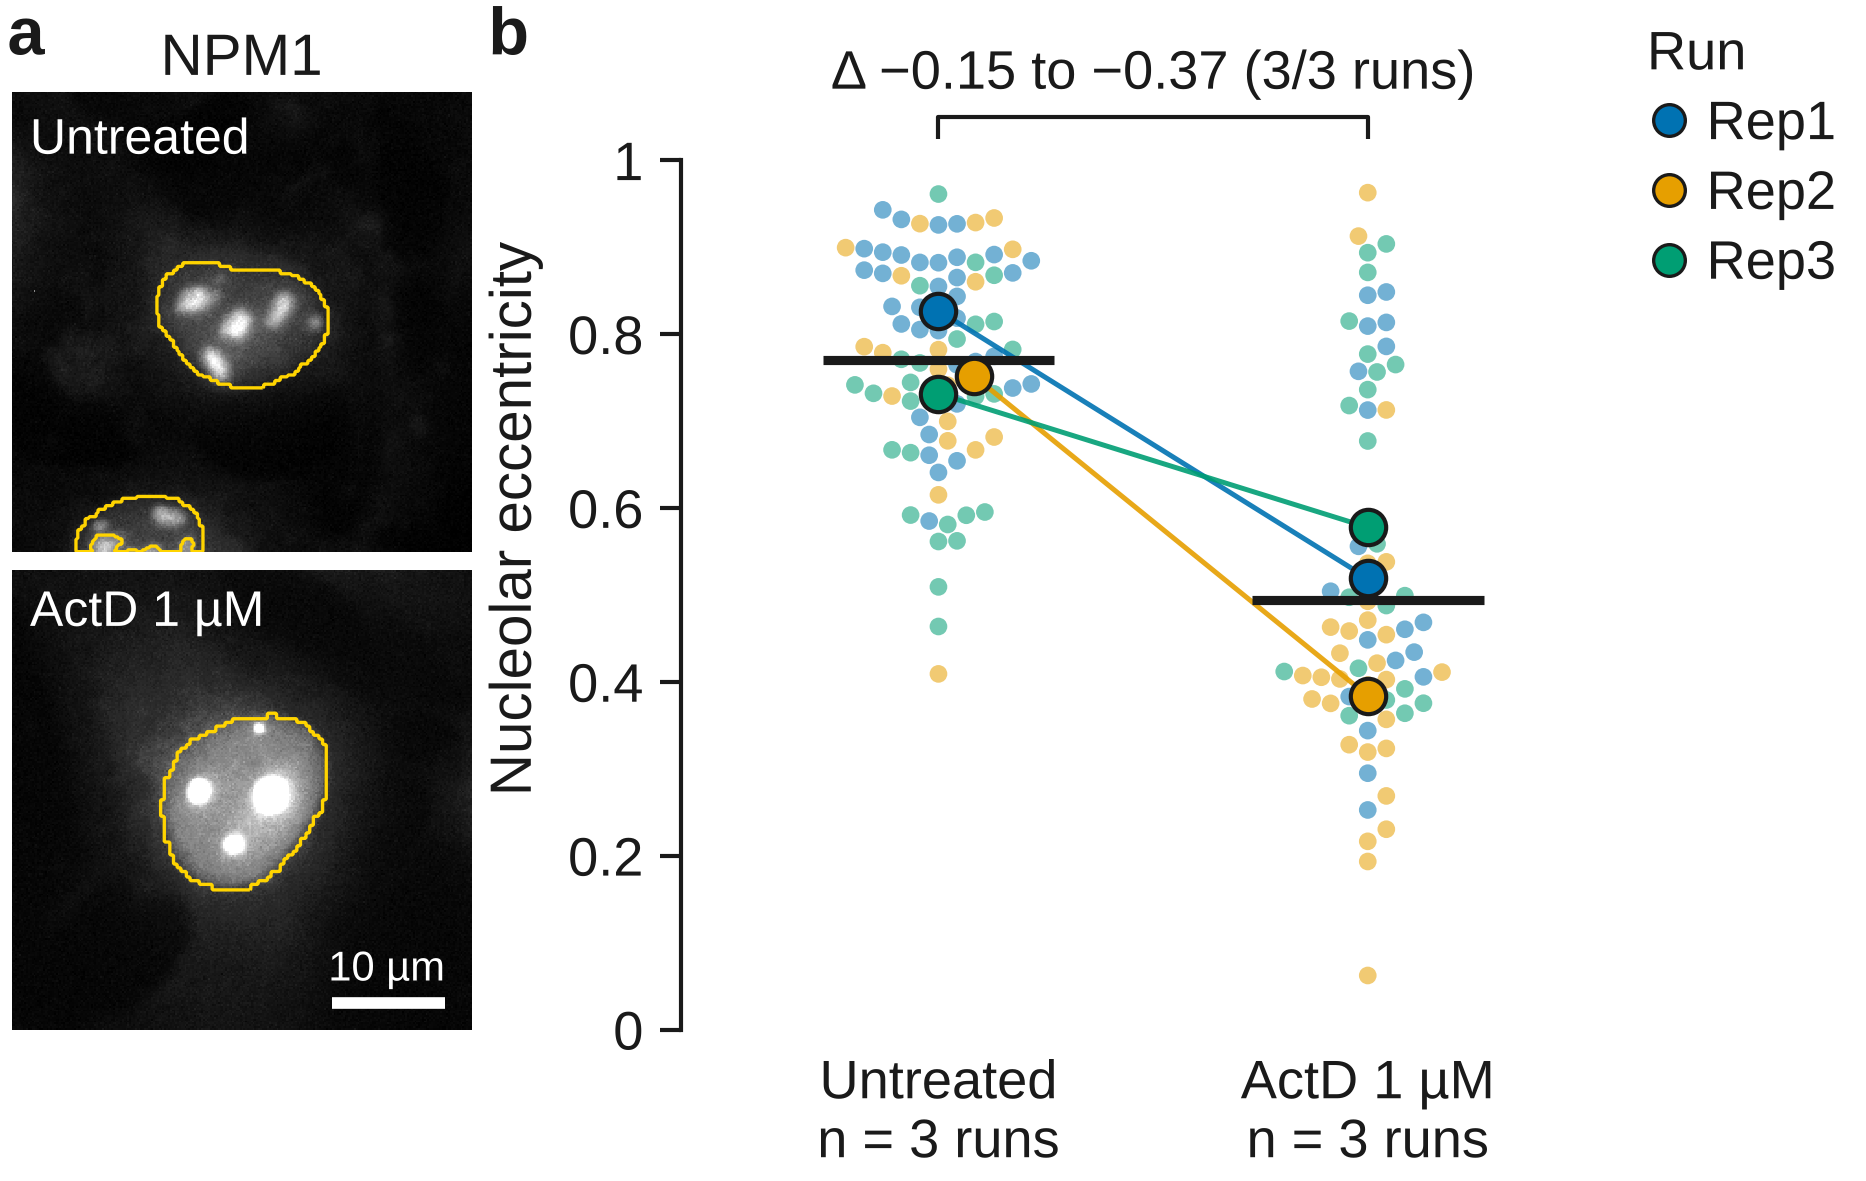 a
NPM1
Untreated
ActD 1 µM
10 µm
b
Δ −0.15 to −0.37 (3/3 runs)
Nucleolar eccentricity
1
0.8
0.6
0.4
0.2
0
Untreated
n = 3 runs
ActD 1 µM
n = 3 runs
Run
Rep1
Rep2
Rep3